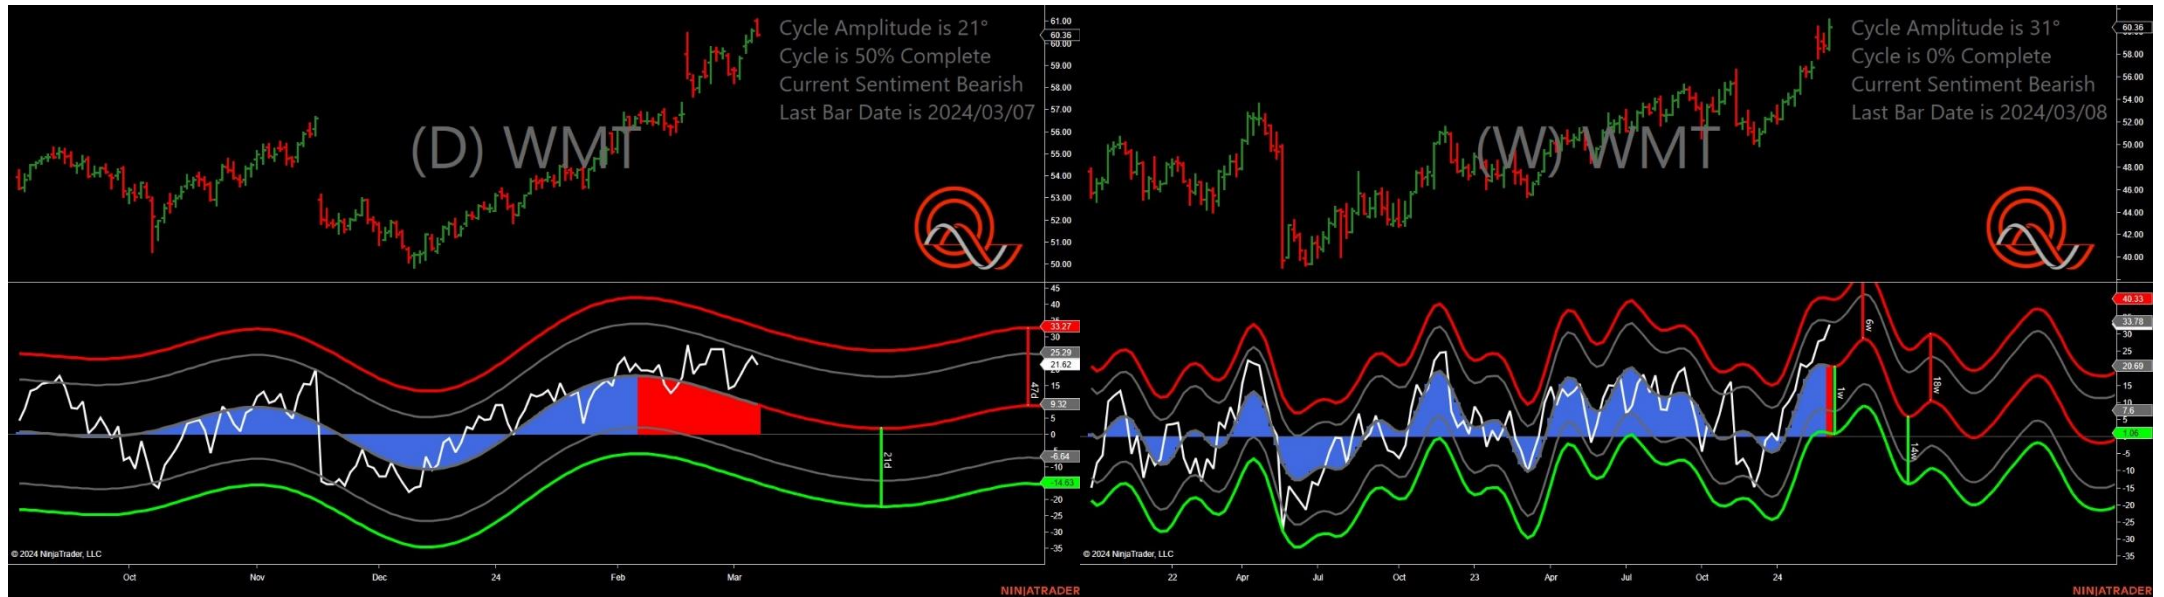 (D) WMT
Cycle Amplitude is 21°
Cycle is 50% Complete
Current Sentiment Bearish
Last Bar Date is 2024/03/07
61.00
60.36
60.00
59.00
58.00
57.00
56.00
55.00
54.00
53.00
52.00
51.00
50.00
45
40
33.27
30
25.29
21.62
15
9.32
5
0
-6.64
-10
-14.63
-20
-25
-30
-35
47d
21d
© 2024 NinjaTrader, LLC
Oct
Nov
Dec
24
Feb
Mar
NINJATRADER
(W) WMT
Cycle Amplitude is 31°
Cycle is 0% Complete
Current Sentiment Bearish
Last Bar Date is 2024/03/08
60.36
58.00
56.00
54.00
52.00
50.00
48.00
46.00
44.00
42.00
40.00
40.33
33.78
30
25
20.69
15
10
7.6
5
1.06
-5
-10
-15
-20
-25
-30
-35
6w
18w
1w
14w
© 2024 NinjaTrader, LLC
22
Apr
Jul
Oct
23
Apr
Jul
Oct
24
NINJATRADER